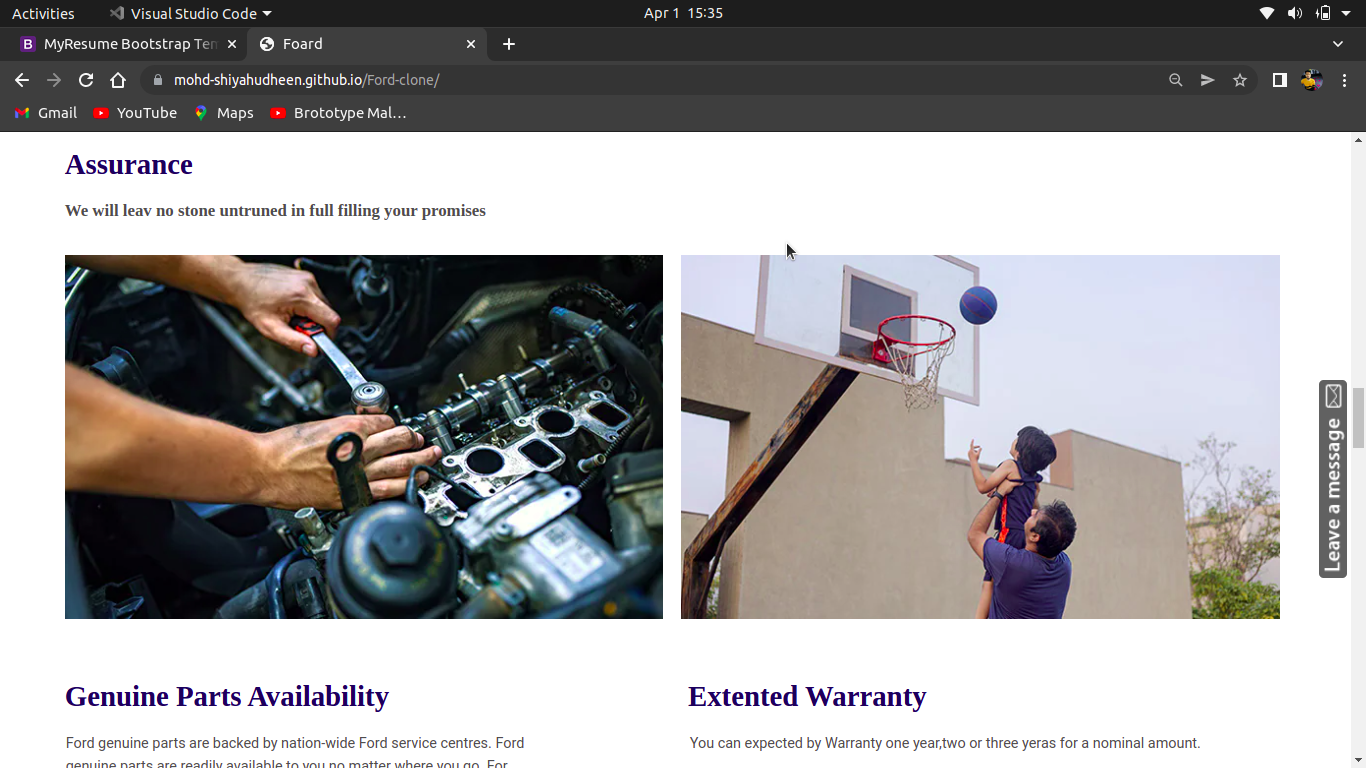 Activities
Visual Studio Code
Apr 1 15:35
MyResume Bootstrap Tem
Foard
mohd-shiyahudheen.github.io/Ford-clone/
Gmail
YouTube
Maps
Brototype Mal…
Assurance
We will leav no stone untruned in full filling your promises
Leave a message
Genuine Parts Availability
Extented Warranty
Ford genuine parts are backed by nation-wide Ford service centres. Ford
You can expected by Warranty one year,two or three yeras for a nominal amount.
genuine parts are readily available to you no matter where you go. For